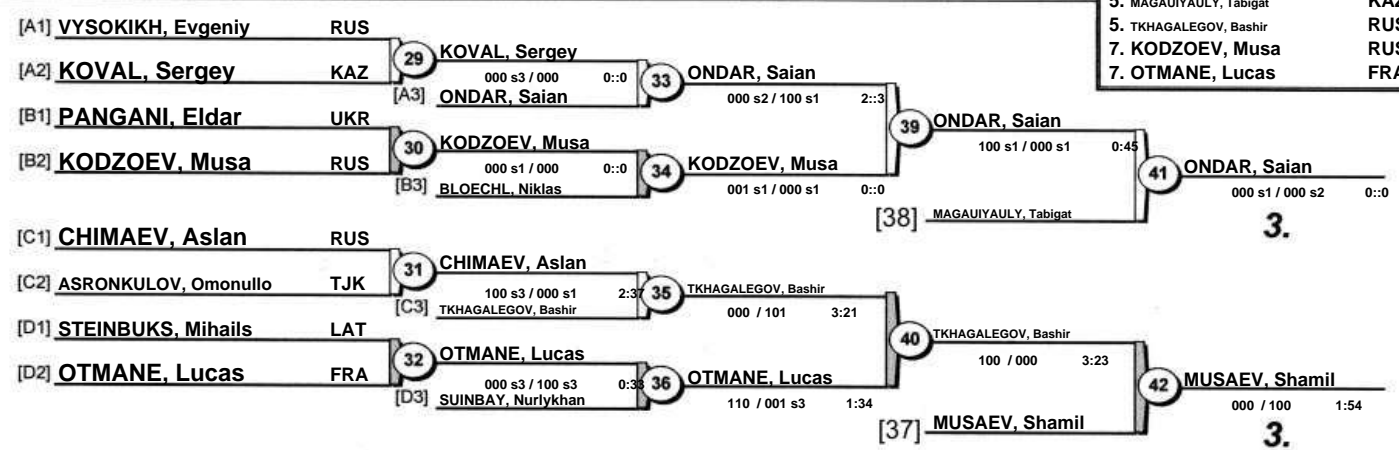 5. MAGAUIYAULY, Tabigat KAZ
5. TKHAGALEGOV, Bashir RUS
7. KODZOEV, Musa RUS
7. OTMANE, Lucas FRA
[A1] VYSOKIKH, Evgeniy RUS
29 KOVAL, Sergey
[A2] KOVAL, Sergey KAZ
000 s3 / 000 0::0
33 ONDAR, Saian
[A3] ONDAR, Saian
000 s2 / 100 s1 2::3
[B1] PANGANI, Eldar UKR
39 ONDAR, Saian
30 KODZOEV, Musa
100 s1 / 000 s1 0:45
[B2] KODZOEV, Musa RUS
000 s1 / 000 0::0
34 KODZOEV, Musa
41 ONDAR, Saian
[B3] BLOECHL, Niklas
001 s1 / 000 s1 0::0
000 s1 / 000 s2 0::0
[38] MAGAUIYAULY, Tabigat
3.
[C1] CHIMAEV, Aslan RUS
31 CHIMAEV, Aslan
[C2] ASRONKULOV, Omonullo TJK
100 s3 / 000 s1 2:37
35 TKHAGALEGOV, Bashir
[C3] TKHAGALEGOV, Bashir
000 / 101 3:21
[D1] STEINBUKS, Mihails LAT
40 TKHAGALEGOV, Bashir
32 OTMANE, Lucas
100 / 000 3:23
[D2] OTMANE, Lucas FRA
000 s3 / 100 s3 0:33
36 OTMANE, Lucas
42 MUSAEV, Shamil
[D3] SUINBAY, Nurlykhan
110 / 001 s3 1:34
000 / 100 1:54
[37] MUSAEV, Shamil
3.